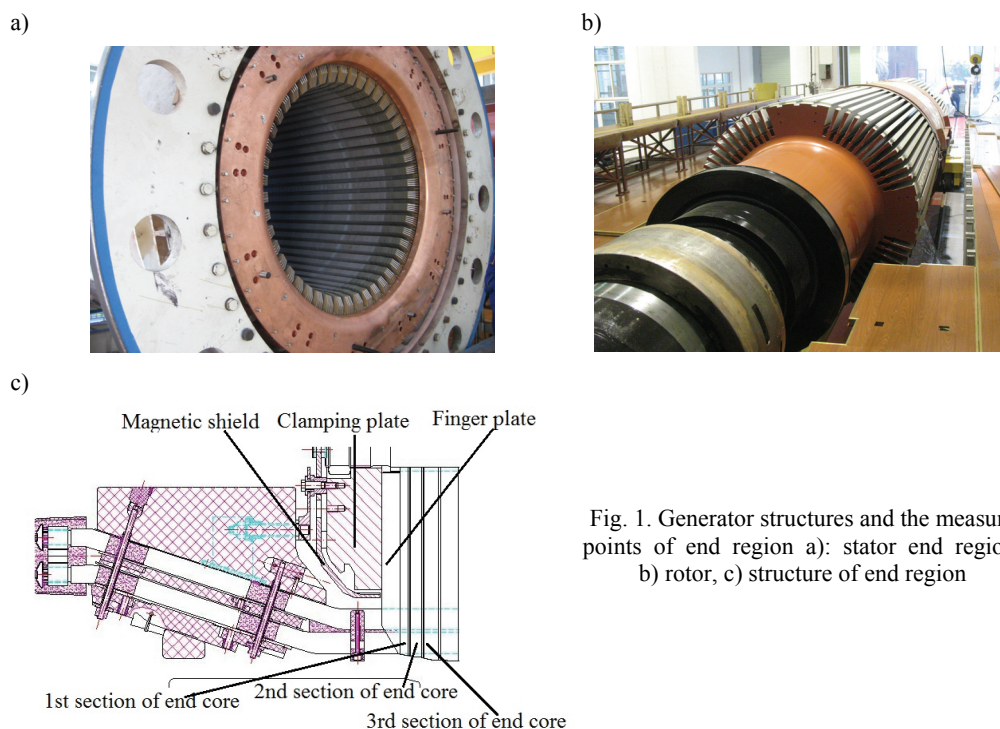 a)
b)
c)
Magnetic shield
Clamping plate
Finger plate
1st section of end core
2nd section of end core
3rd section of end core
Fig. 1. Generator structures and the measur
points of end region a): stator end regio
b) rotor, c) structure of end region